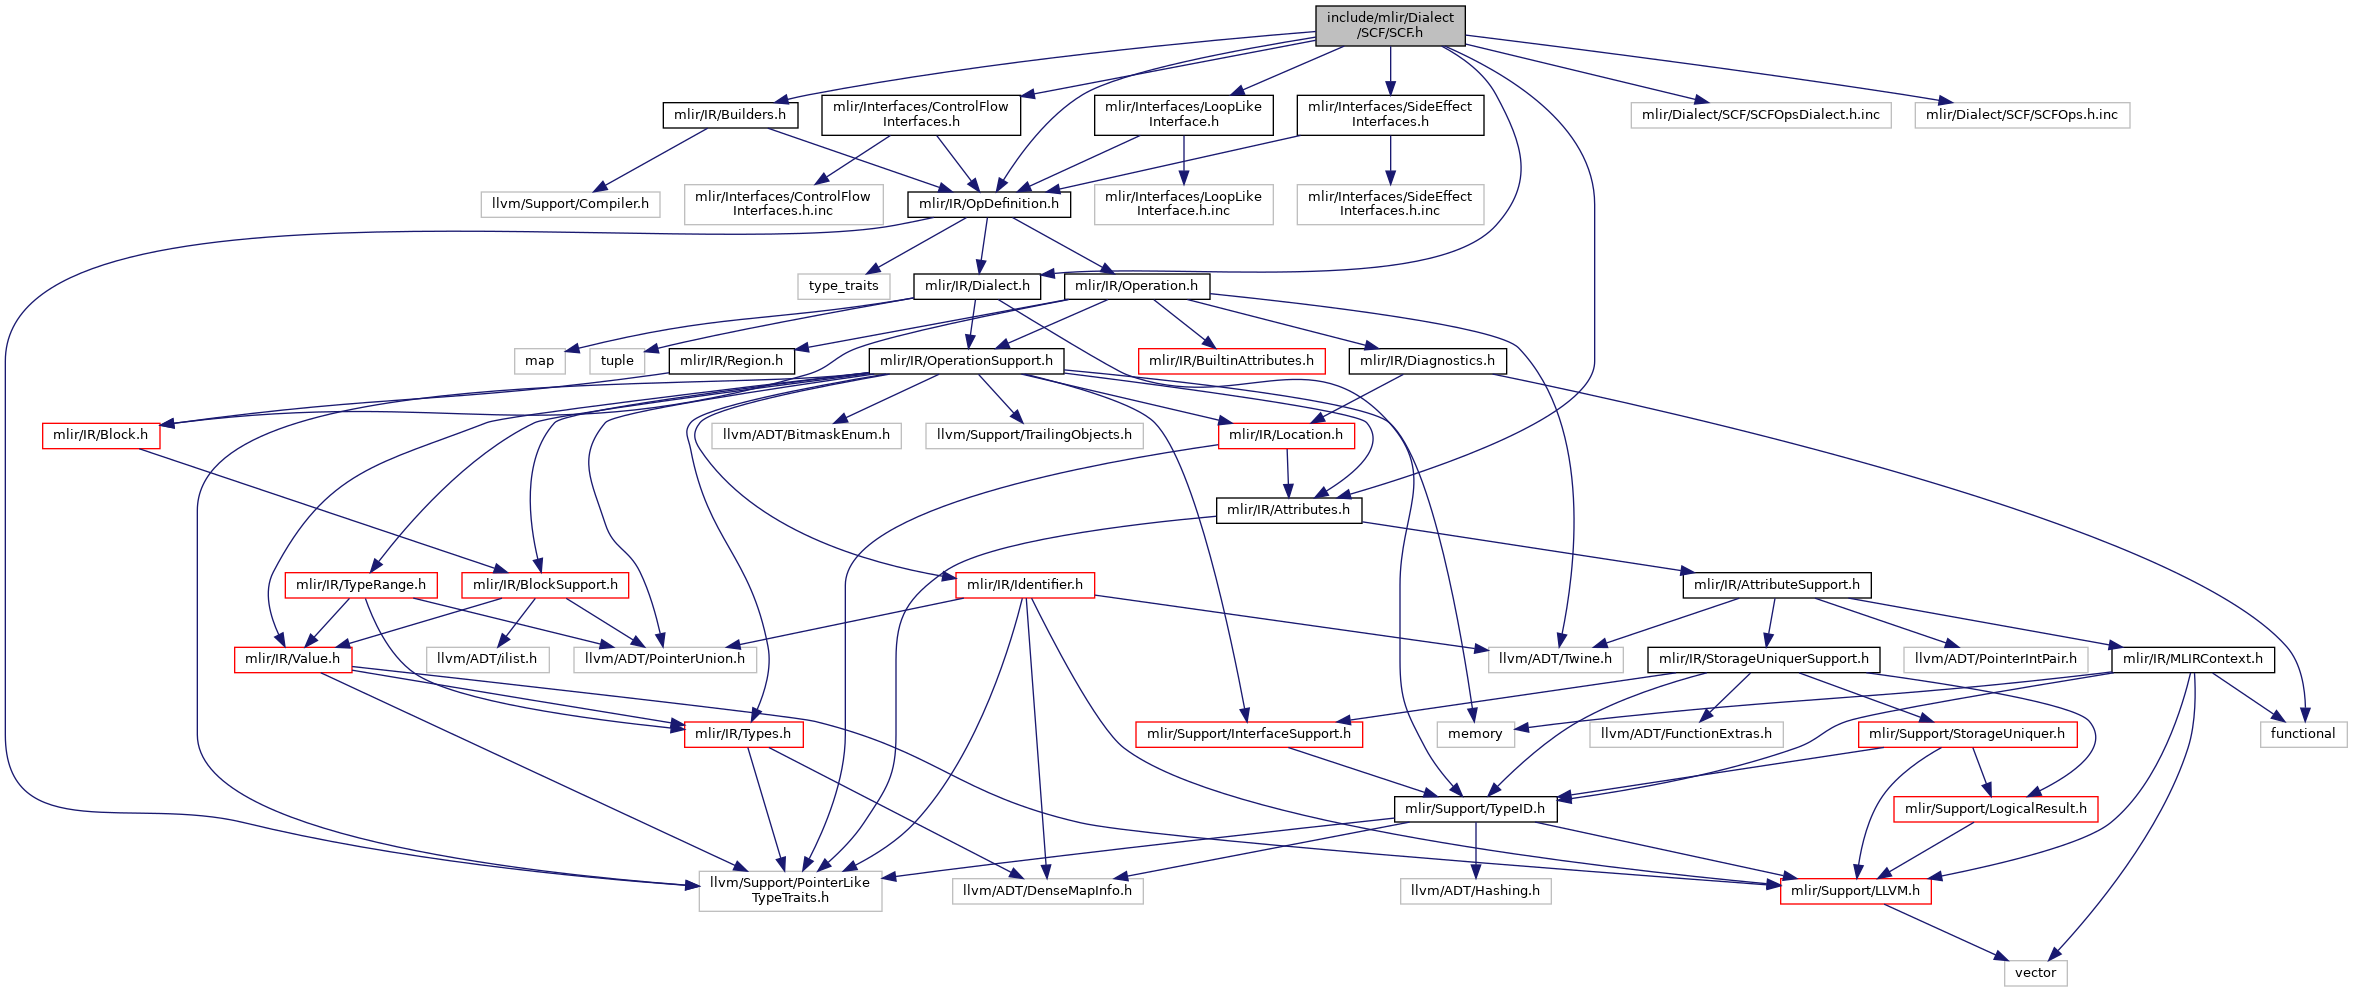 include/mlir/Dialect
/SCF/SCF.h
mlir/IR/Builders.h
mlir/Interfaces/ControlFlow
Interfaces.h
mlir/Interfaces/LoopLike
Interface.h
mlir/Interfaces/SideEffect
Interfaces.h
mlir/Dialect/SCF/SCFOpsDialect.h.inc
mlir/Dialect/SCF/SCFOps.h.inc
llvm/Support/Compiler.h
mlir/Interfaces/ControlFlow
Interfaces.h.inc
mlir/IR/OpDefinition.h
mlir/Interfaces/LoopLike
Interface.h.inc
mlir/Interfaces/SideEffect
Interfaces.h.inc
type_traits
mlir/IR/Dialect.h
mlir/IR/Operation.h
map
tuple
mlir/IR/Region.h
mlir/IR/OperationSupport.h
mlir/IR/BuiltinAttributes.h
mlir/IR/Diagnostics.h
mlir/IR/Block.h
llvm/ADT/BitmaskEnum.h
llvm/Support/TrailingObjects.h
mlir/IR/Location.h
mlir/IR/Attributes.h
mlir/IR/TypeRange.h
mlir/IR/BlockSupport.h
mlir/IR/Identifier.h
mlir/IR/AttributeSupport.h
mlir/IR/Value.h
llvm/ADT/ilist.h
llvm/ADT/PointerUnion.h
llvm/ADT/Twine.h
mlir/IR/StorageUniquerSupport.h
llvm/ADT/PointerIntPair.h
mlir/IR/MLIRContext.h
mlir/IR/Types.h
mlir/Support/InterfaceSupport.h
memory
llvm/ADT/FunctionExtras.h
mlir/Support/StorageUniquer.h
functional
mlir/Support/TypeID.h
mlir/Support/LogicalResult.h
llvm/Support/PointerLike
TypeTraits.h
llvm/ADT/DenseMapInfo.h
llvm/ADT/Hashing.h
mlir/Support/LLVM.h
vector